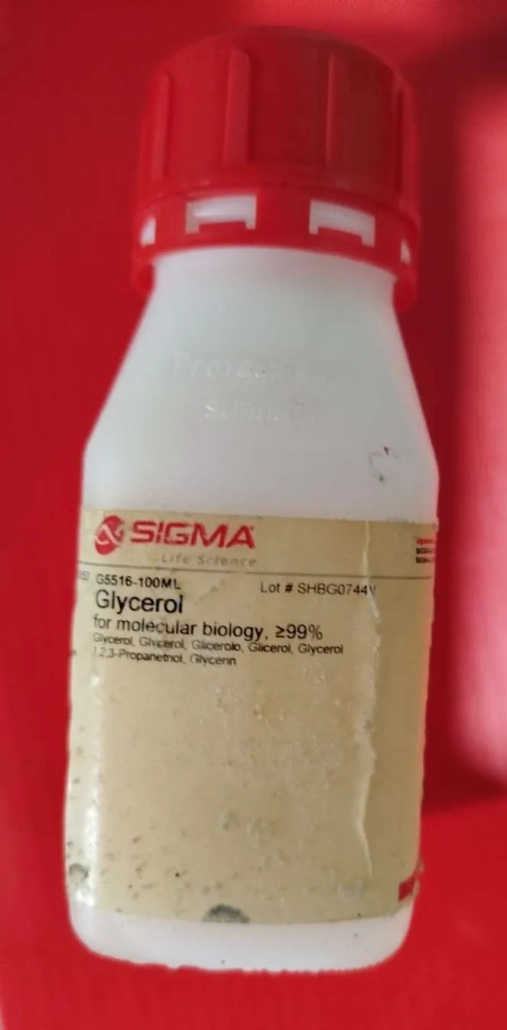 SIGMA
Life Science
G5516-100ML Lot # SHBG0744V
Glycerol
for molecular biology, ≥99%
Glycerol, Glycerol, Glicerolo, Glicerol, Glycerol
1,2,3-Propanetriol, Glycerin